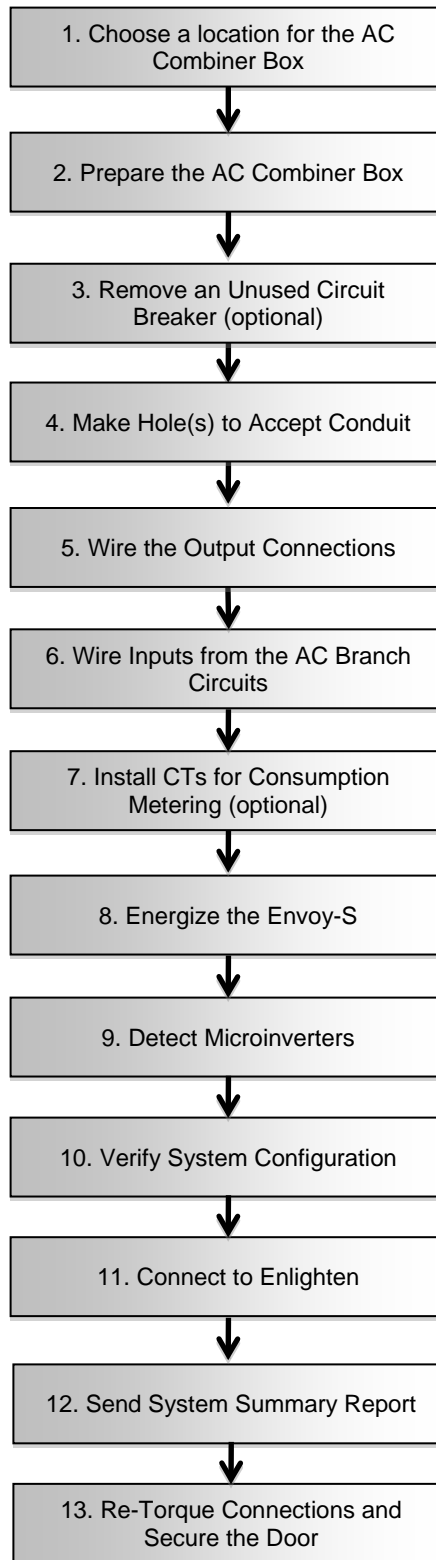 1. Choose a location for the AC
Combiner Box
2. Prepare the AC Combiner Box
3. Remove an Unused Circuit
Breaker (optional)
4. Make Hole(s) to Accept Conduit
5. Wire the Output Connections
6. Wire Inputs from the AC Branch
Circuits
7. Install CTs for Consumption
Metering (optional)
8. Energize the Envoy-S
9. Detect Microinverters
10. Verify System Configuration
11. Connect to Enlighten
12. Send System Summary Report
13. Re-Torque Connections and
Secure the Door